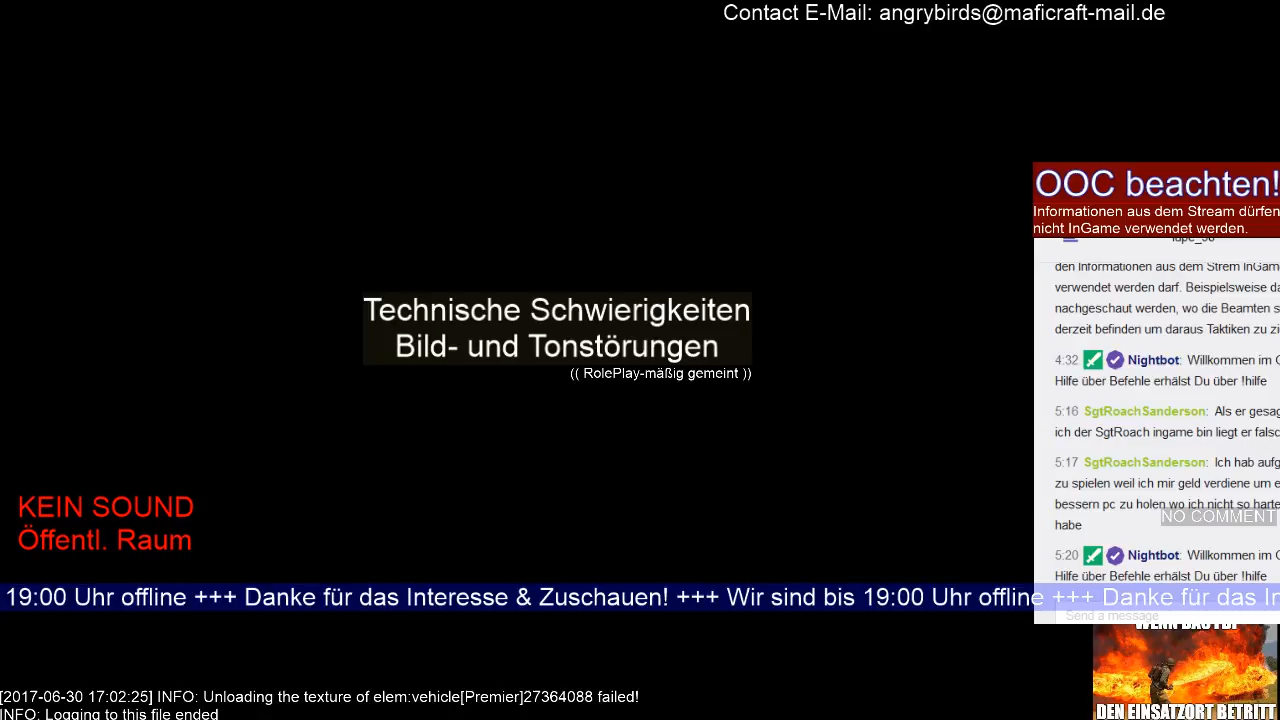 Contact E-Mail: angrybirds@maficraft-mail.de
OOC beachten!
Informationen aus dem Stream dürfen
nicht InGame verwendet werden.
den Informationen aus dem Strem InGam
verwendet werden darf. Beispielsweise da
nachgeschaut werden, wo die Beamten s
derzeit befinden um daraus Taktiken zu zi
4:32 Nightbot: Willkommen im C
Hilfe über Befehle erhälst Du über !hilfe
5:16 SgtRoachSanderson: Als er gesag
ich der SgtRoach ingame bin liegt er falsc
5:17 SgtRoachSanderson: Ich hab aufg
zu spielen weil ich mir geld verdiene um e
bessern pc zu holen wo ich nicht so harte
habe
NO COMMENT
5:20 Nightbot: Willkommen im C
Hilfe über Befehle erhälst Du über !hilfe
Send a message
Technische Schwierigkeiten
Bild- und Tonstörungen
(( RolePlay-mäßig gemeint ))
KEIN SOUND
Öffentl. Raum
19:00 Uhr offline +++ Danke für das Interesse & Zuschauen! +++ Wir sind bis 19:00 Uhr offline +++ Danke für das In
DEN EINSATZORT BETRITT
[2017-06-30 17:02:25] INFO: Unloading the texture of elem:vehicle[Premier]27364088 failed!
INFO: Logging to this file ended